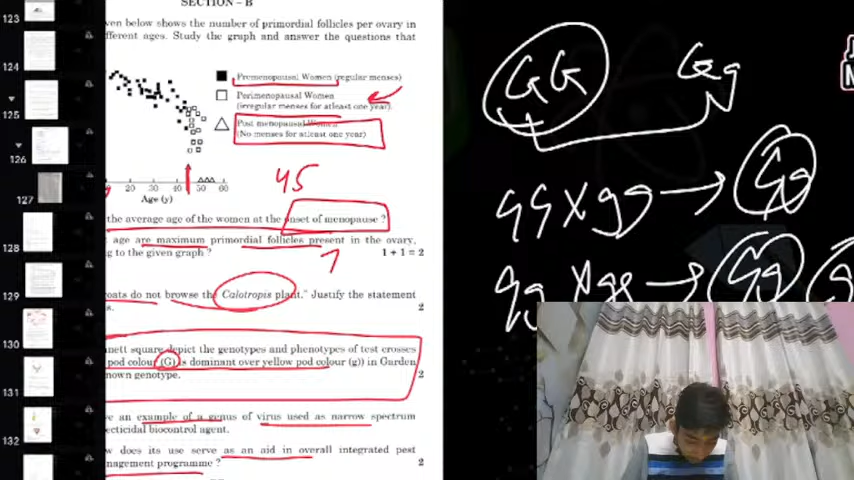 SECTION - B
123
ven below shows the number of primordial follicles per ovary in
fferent ages. Study the graph and answer the questions that
124
Premenopausal Women (regular menses)
Perimenopausal Women
(irregular menses for atleast one year).
125
Post menopausal Women
(No menses for atleast one year)
126
10 20 30 40 50 60
Age (y)
45
127
the average age of the women at the onset of menopause ?
128
age are maximum primordial follicles present in the ovary,
g to the given graph ? 1 + 1 = 2
129
oats do not browse the Calotropis plant." Justify the statement
s. 2
130
nnett square depict the genotypes and phenotypes of test crosses
pod colour (G) is dominant over yellow pod colour (g)) in Garden
nown genotype. 2
131
e an example of a genus of virus used as narrow spectrum
ecticidal biocontrol agent.
132
w does its use serve as an aid in overall integrated pest
nagement programme ? 2
GG Gg
GG X gg → Gg
Gg X gg → Gg